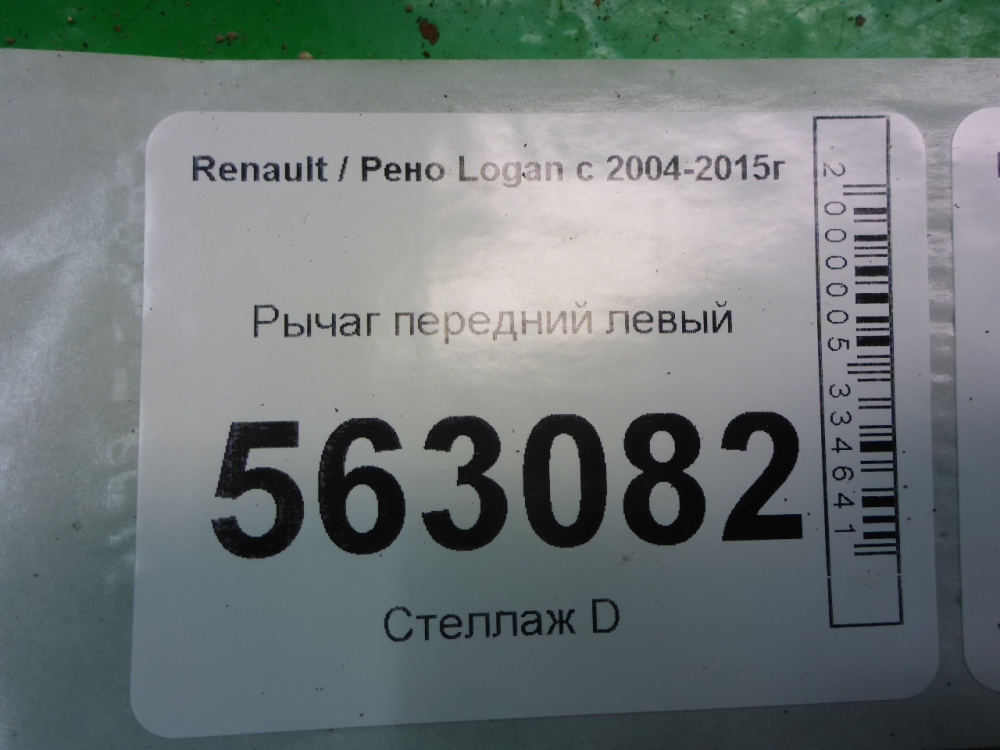 Renault / Рено Logan с 2004-2015г
Рычаг передний левый
563082
Стеллаж D
2000005334641